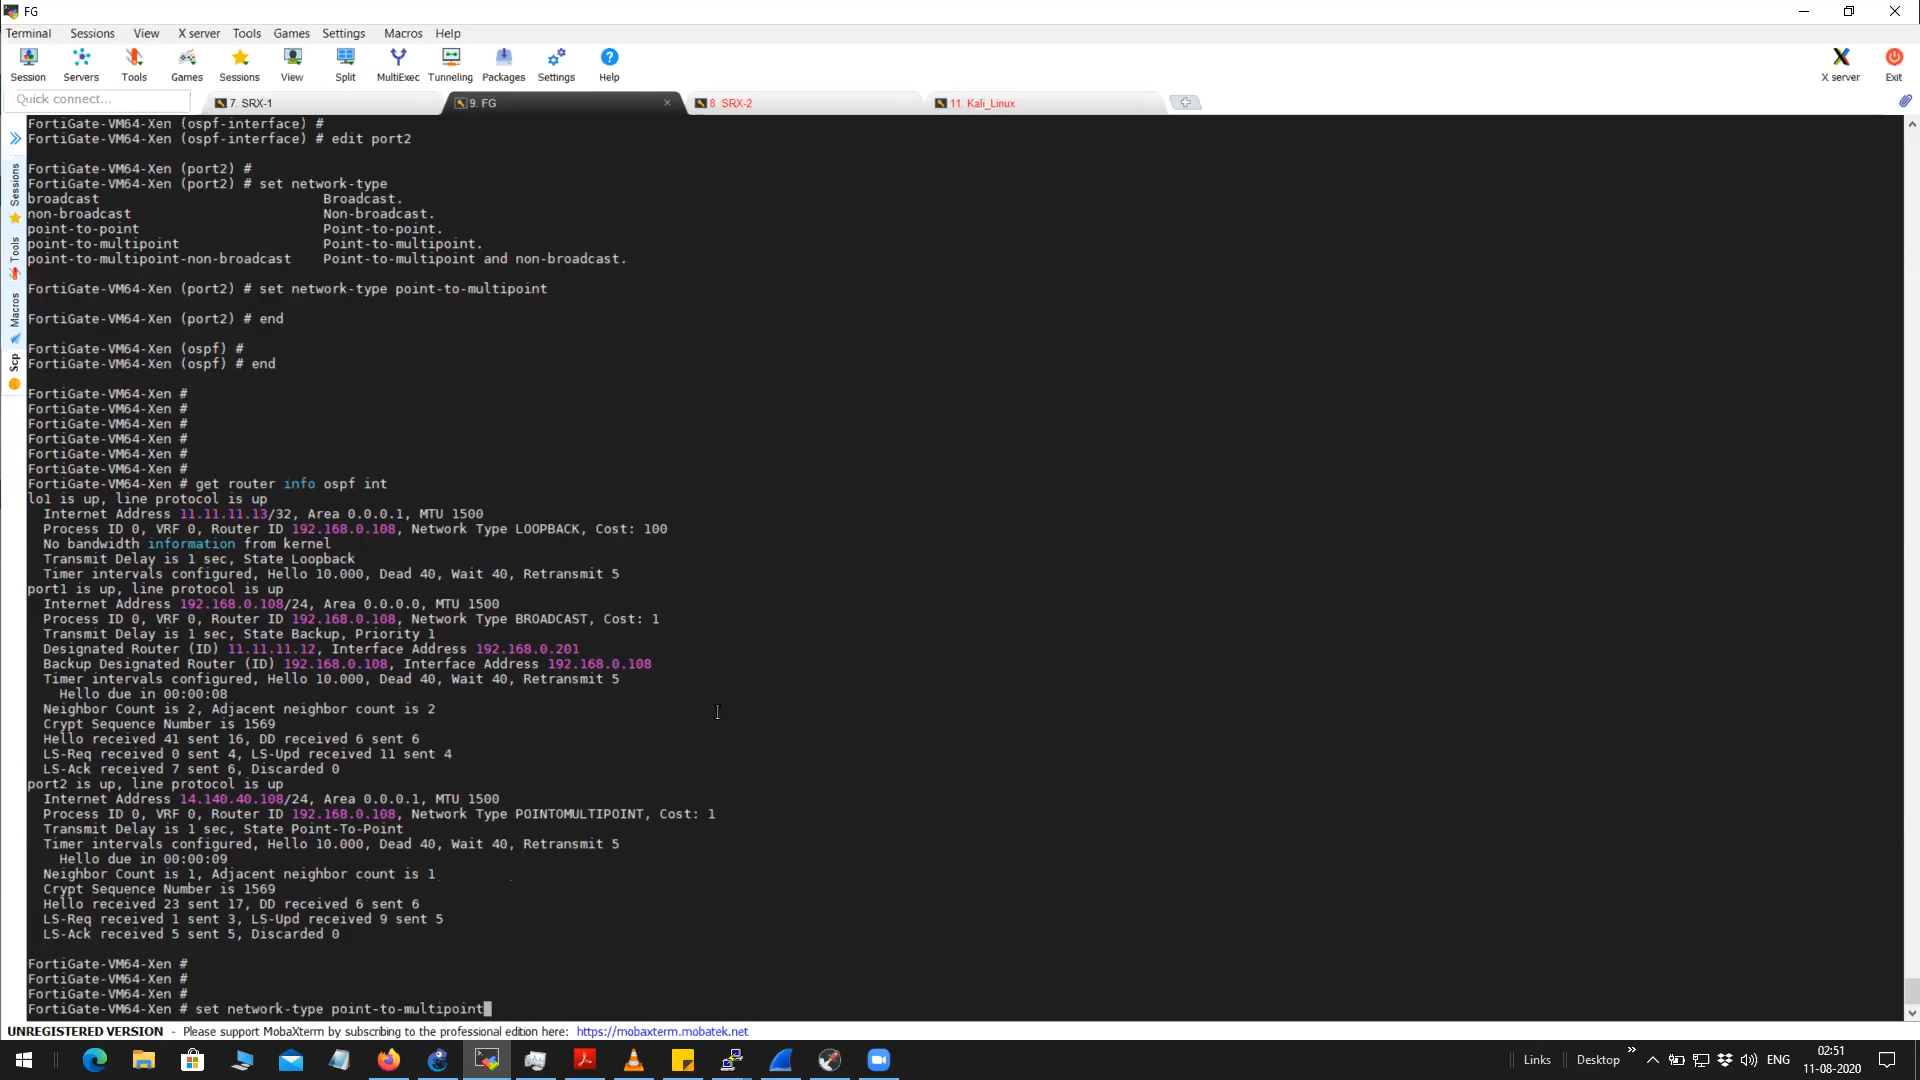 FG
Terminal Sessions View X server Tools Games Settings Macros Help
Session Servers Tools Games Sessions View Split MultiExec Tunneling Packages Settings Help X server Exit
Quick connect... 7. SRX-1 9. FG 8. SRX-2 11. Kali_Linux
Sessions
Tools
Macros
Scp
FortiGate-VM64-Xen (ospf-interface) #
FortiGate-VM64-Xen (ospf-interface) # edit port2
FortiGate-VM64-Xen (port2) #
FortiGate-VM64-Xen (port2) # set network-type
broadcast Broadcast.
non-broadcast Non-broadcast.
point-to-point Point-to-point.
point-to-multipoint Point-to-multipoint.
point-to-multipoint-non-broadcast Point-to-multipoint and non-broadcast.
FortiGate-VM64-Xen (port2) # set network-type point-to-multipoint
FortiGate-VM64-Xen (port2) # end
FortiGate-VM64-Xen (ospf) #
FortiGate-VM64-Xen (ospf) # end
FortiGate-VM64-Xen #
FortiGate-VM64-Xen #
FortiGate-VM64-Xen #
FortiGate-VM64-Xen #
FortiGate-VM64-Xen #
FortiGate-VM64-Xen #
FortiGate-VM64-Xen # get router info ospf int
lo1 is up, line protocol is up
Internet Address 11.11.11.13/32, Area 0.0.0.1, MTU 1500
Process ID 0, VRF 0, Router ID 192.168.0.108, Network Type LOOPBACK, Cost: 100
No bandwidth information from kernel
Transmit Delay is 1 sec, State Loopback
Timer intervals configured, Hello 10.000, Dead 40, Wait 40, Retransmit 5
port1 is up, line protocol is up
Internet Address 192.168.0.108/24, Area 0.0.0.0, MTU 1500
Process ID 0, VRF 0, Router ID 192.168.0.108, Network Type BROADCAST, Cost: 1
Transmit Delay is 1 sec, State Backup, Priority 1
Designated Router (ID) 11.11.11.12, Interface Address 192.168.0.201
Backup Designated Router (ID) 192.168.0.108, Interface Address 192.168.0.108
Timer intervals configured, Hello 10.000, Dead 40, Wait 40, Retransmit 5
Hello due in 00:00:08
Neighbor Count is 2, Adjacent neighbor count is 2
Crypt Sequence Number is 1569
Hello received 41 sent 16, DD received 6 sent 6
LS-Req received 0 sent 4, LS-Upd received 11 sent 4
LS-Ack received 7 sent 6, Discarded 0
port2 is up, line protocol is up
Internet Address 14.140.40.108/24, Area 0.0.0.1, MTU 1500
Process ID 0, VRF 0, Router ID 192.168.0.108, Network Type POINTOMULTIPOINT, Cost: 1
Transmit Delay is 1 sec, State Point-To-Point
Timer intervals configured, Hello 10.000, Dead 40, Wait 40, Retransmit 5
Hello due in 00:00:09
Neighbor Count is 1, Adjacent neighbor count is 1
Crypt Sequence Number is 1569
Hello received 23 sent 17, DD received 6 sent 6
LS-Req received 1 sent 3, LS-Upd received 9 sent 5
LS-Ack received 5 sent 5, Discarded 0
FortiGate-VM64-Xen #
FortiGate-VM64-Xen #
FortiGate-VM64-Xen #
FortiGate-VM64-Xen # set network-type point-to-multipoint
UNREGISTERED VERSION - Please support MobaXterm by subscribing to the professional edition here: https://mobaxterm.mobatek.net
Links Desktop » ENG 02:51
11-08-2020